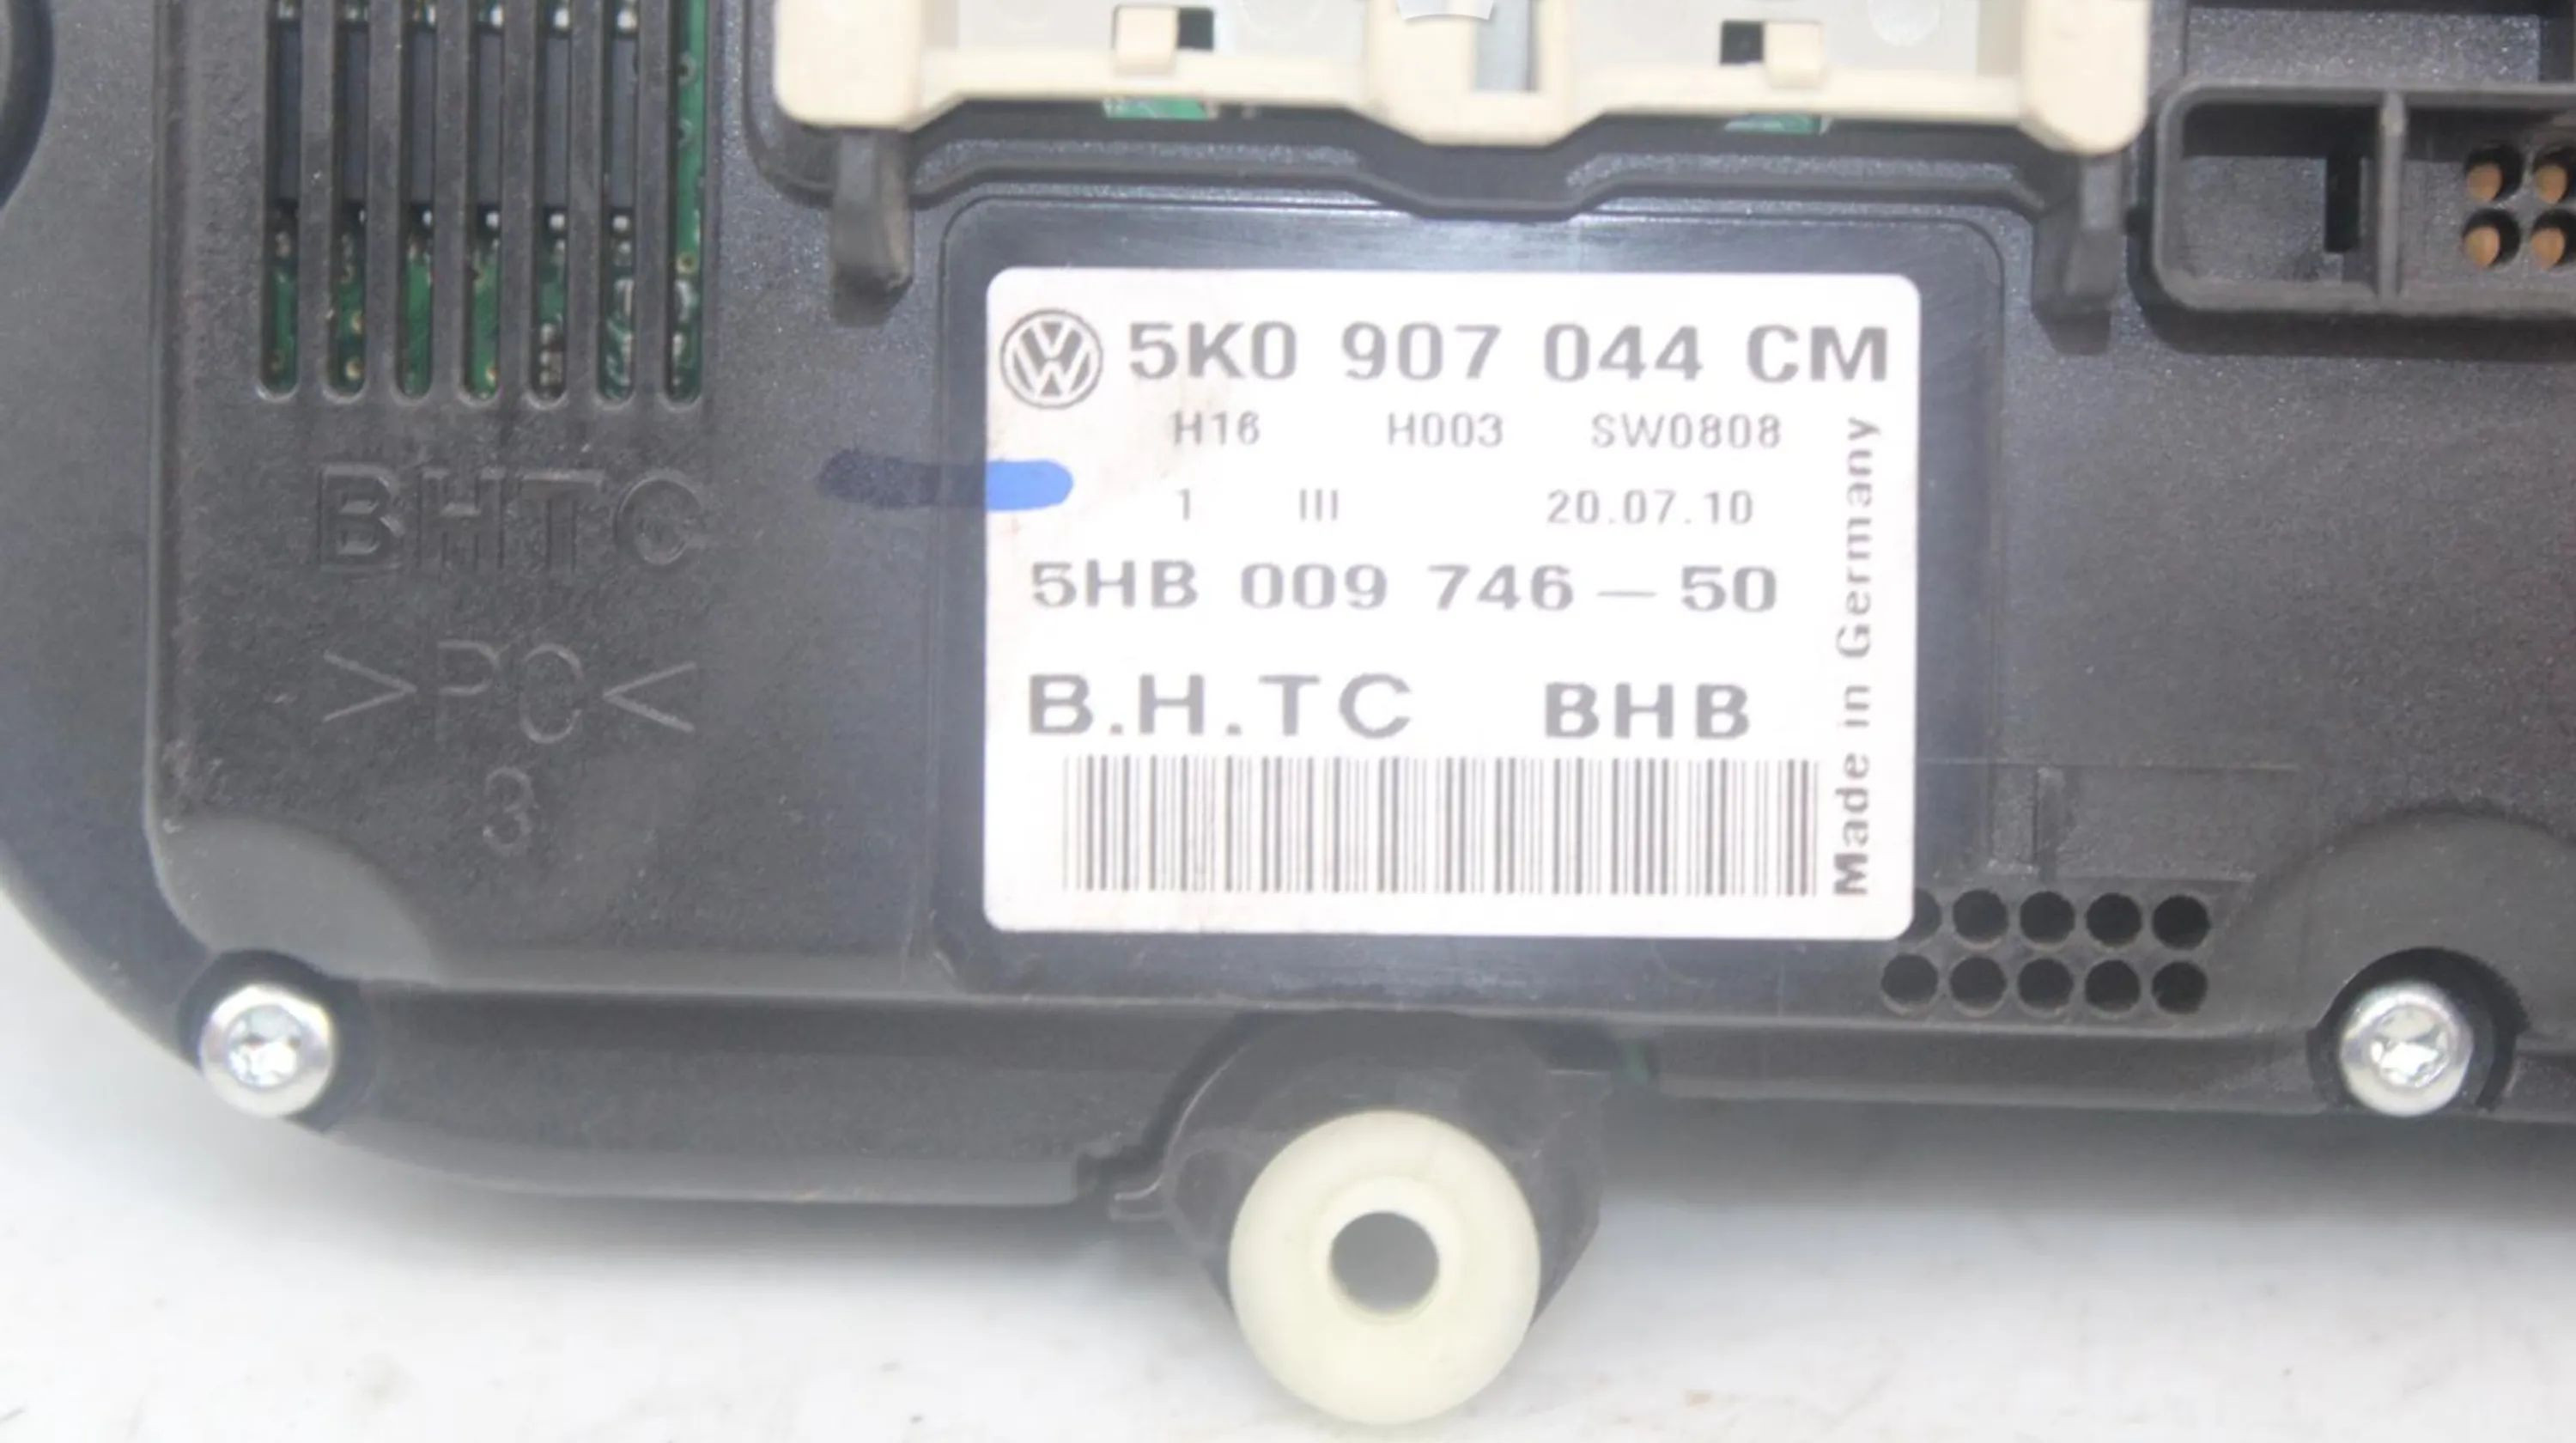 5K0 907 044 CM
H16 H003 SW0808
1 III 20.07.10
5HB 009 746-50
B.H.TC BHB
Made in Germany
BHTC
>PC<
3